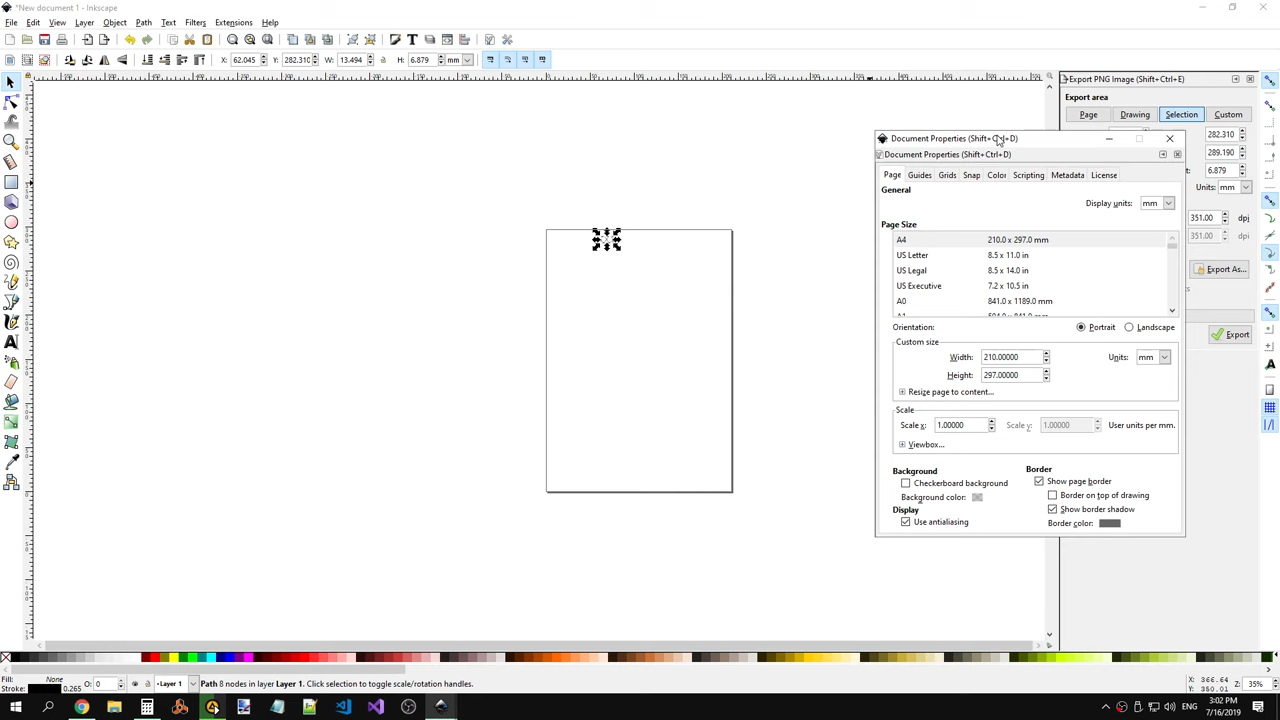 *New document 1 - Inkscape
File Edit View Layer Object Path Text Filters Extensions Help
X: 62.045 Y: 282.310 W: 13.494 H: 6.879 mm
Export PNG Image (Shift+Ctrl+E)
Export area
Page Drawing Selection Custom
282.310
289.190
6.879
Units: mm
351.00 dpi
351.00 dpi
Export As...
Export
Document Properties (Shift+Ctrl+D)
Document Properties (Shift+Ctrl+D)
Page Guides Grids Snap Color Scripting Metadata License
General
Display units: mm
Page Size
A4 210.0 x 297.0 mm
US Letter 8.5 x 11.0 in
US Legal 8.5 x 14.0 in
US Executive 7.2 x 10.5 in
A0 841.0 x 1189.0 mm
Orientation: Portrait Landscape
Custom size
Width: 210.00000 Units: mm
Height: 297.00000
Resize page to content...
Scale
Scale x: 1.00000 Scale y: 1.00000 User units per mm.
Viewbox...
Background
Checkerboard background
Background color:
Display
Use antialiasing
Border
Show page border
Border on top of drawing
Show border shadow
Border color:
Fill:
Stroke: 0.265
O: 0
Layer 1
Path 8 nodes in layer Layer 1. Click selection to toggle scale/rotation handles.
X: 366.64
Y: 350.01
Z: 35%
ENG
3:02 PM
7/16/2019